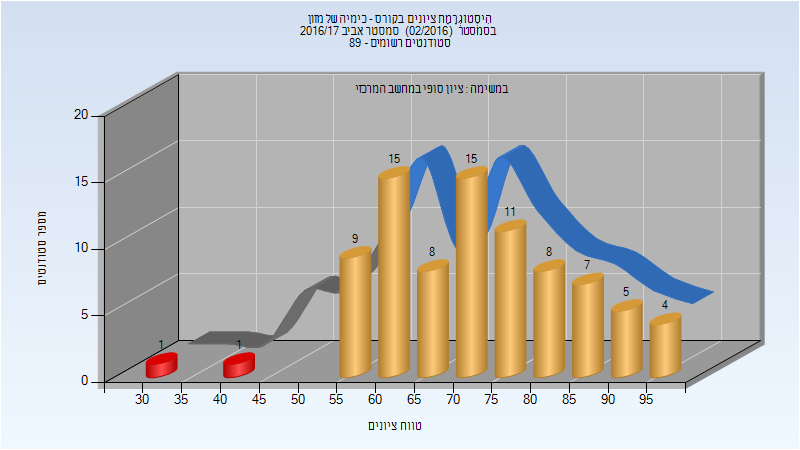 היסטוגרמת ציונים בקורס - כימיה של מזון
בסמסטר (02/2016) סמסטר אביב 2016/17
סטודנטים רשומים - 89
במשימה : ציון סופי במחשב המרכזי
מספר סטודנטים
20
15
10
5
0
1
1
9
15
8
15
11
8
7
5
4
30 35 40 45 50 55 60 65 70 75 80 85 90 95
טווח ציונים